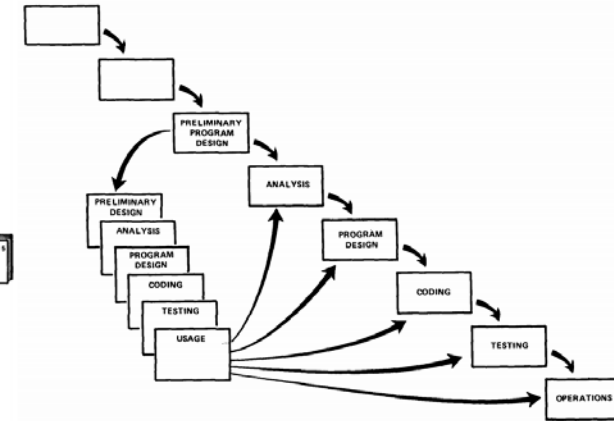 PRELIMINARY
PROGRAM
DESIGN
ANALYSIS
PROGRAM
DESIGN
CODING
TESTING
OPERATIONS
PRELIMINARY
DESIGN
ANALYSIS
PROGRAM
DESIGN
CODING
TESTING
USAGE
S